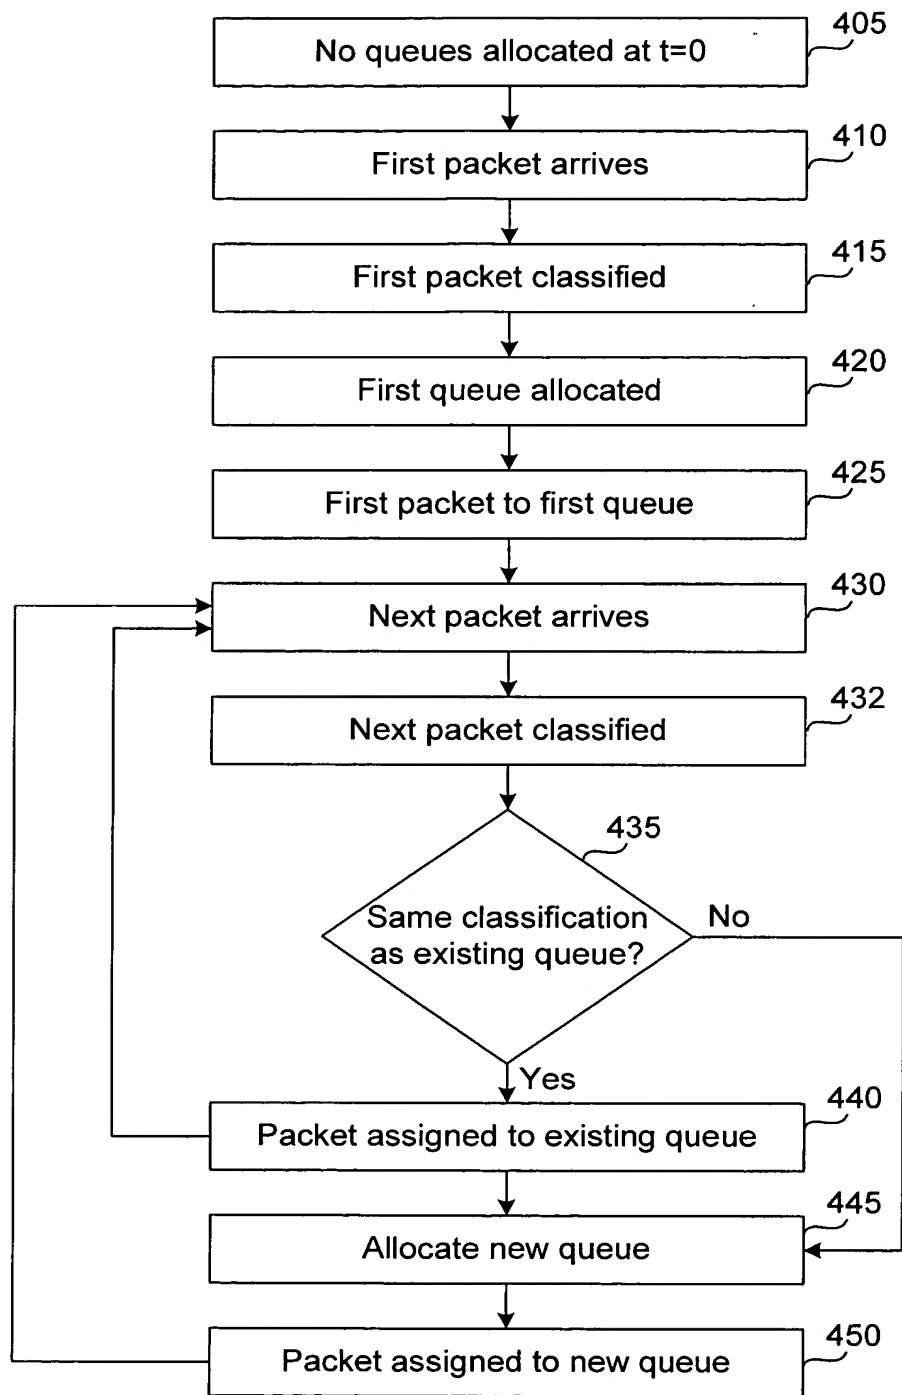 No queues allocated at t=0
405
First packet arrives
410
First packet classified
415
First queue allocated
420
First packet to first queue
425
Next packet arrives
430
Next packet classified
432
435
Same classification
as existing queue?
No
Yes
Packet assigned to existing queue
440
Allocate new queue
445
Packet assigned to new queue
450